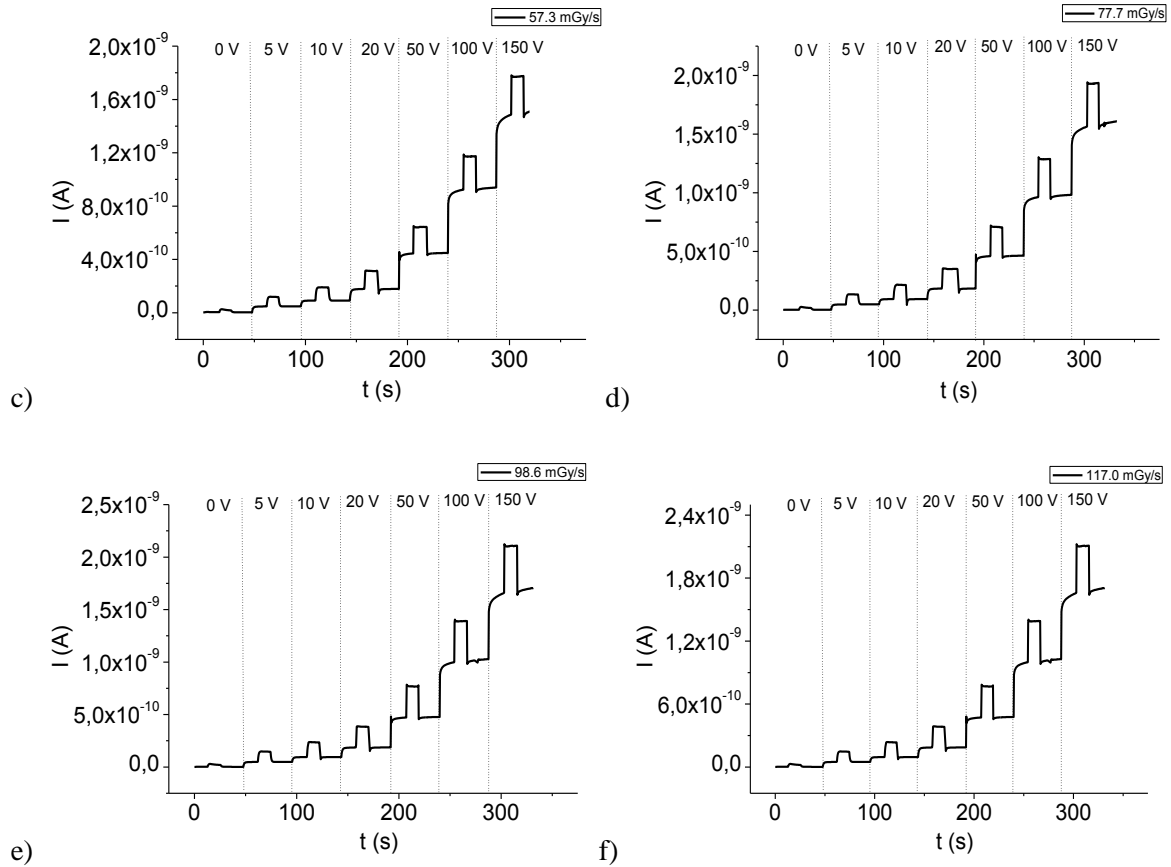 57.3 mGy/s
0 V 5 V 10 V 20 V 50 V 100 V 150 V
2,0x10⁻⁹
1,6x10⁻⁹
1,2x10⁻⁹
8,0x10⁻¹⁰
4,0x10⁻¹⁰
0,0
I (A)
0 100 200 300
t (s)
c)
77.7 mGy/s
0 V 5 V 10 V 20 V 50 V 100 V 150 V
2,0x10⁻⁹
1,5x10⁻⁹
1,0x10⁻⁹
5,0x10⁻¹⁰
0,0
I (A)
0 100 200 300
t (s)
d)
98.6 mGy/s
0 V 5 V 10 V 20 V 50 V 100 V 150 V
2,5x10⁻⁹
2,0x10⁻⁹
1,5x10⁻⁹
1,0x10⁻⁹
5,0x10⁻¹⁰
0,0
I (A)
0 100 200 300
t (s)
e)
117.0 mGy/s
0 V 5 V 10 V 20 V 50 V 100 V 150 V
2,4x10⁻⁹
1,8x10⁻⁹
1,2x10⁻⁹
6,0x10⁻¹⁰
0,0
I (A)
0 100 200 300
t (s)
f)